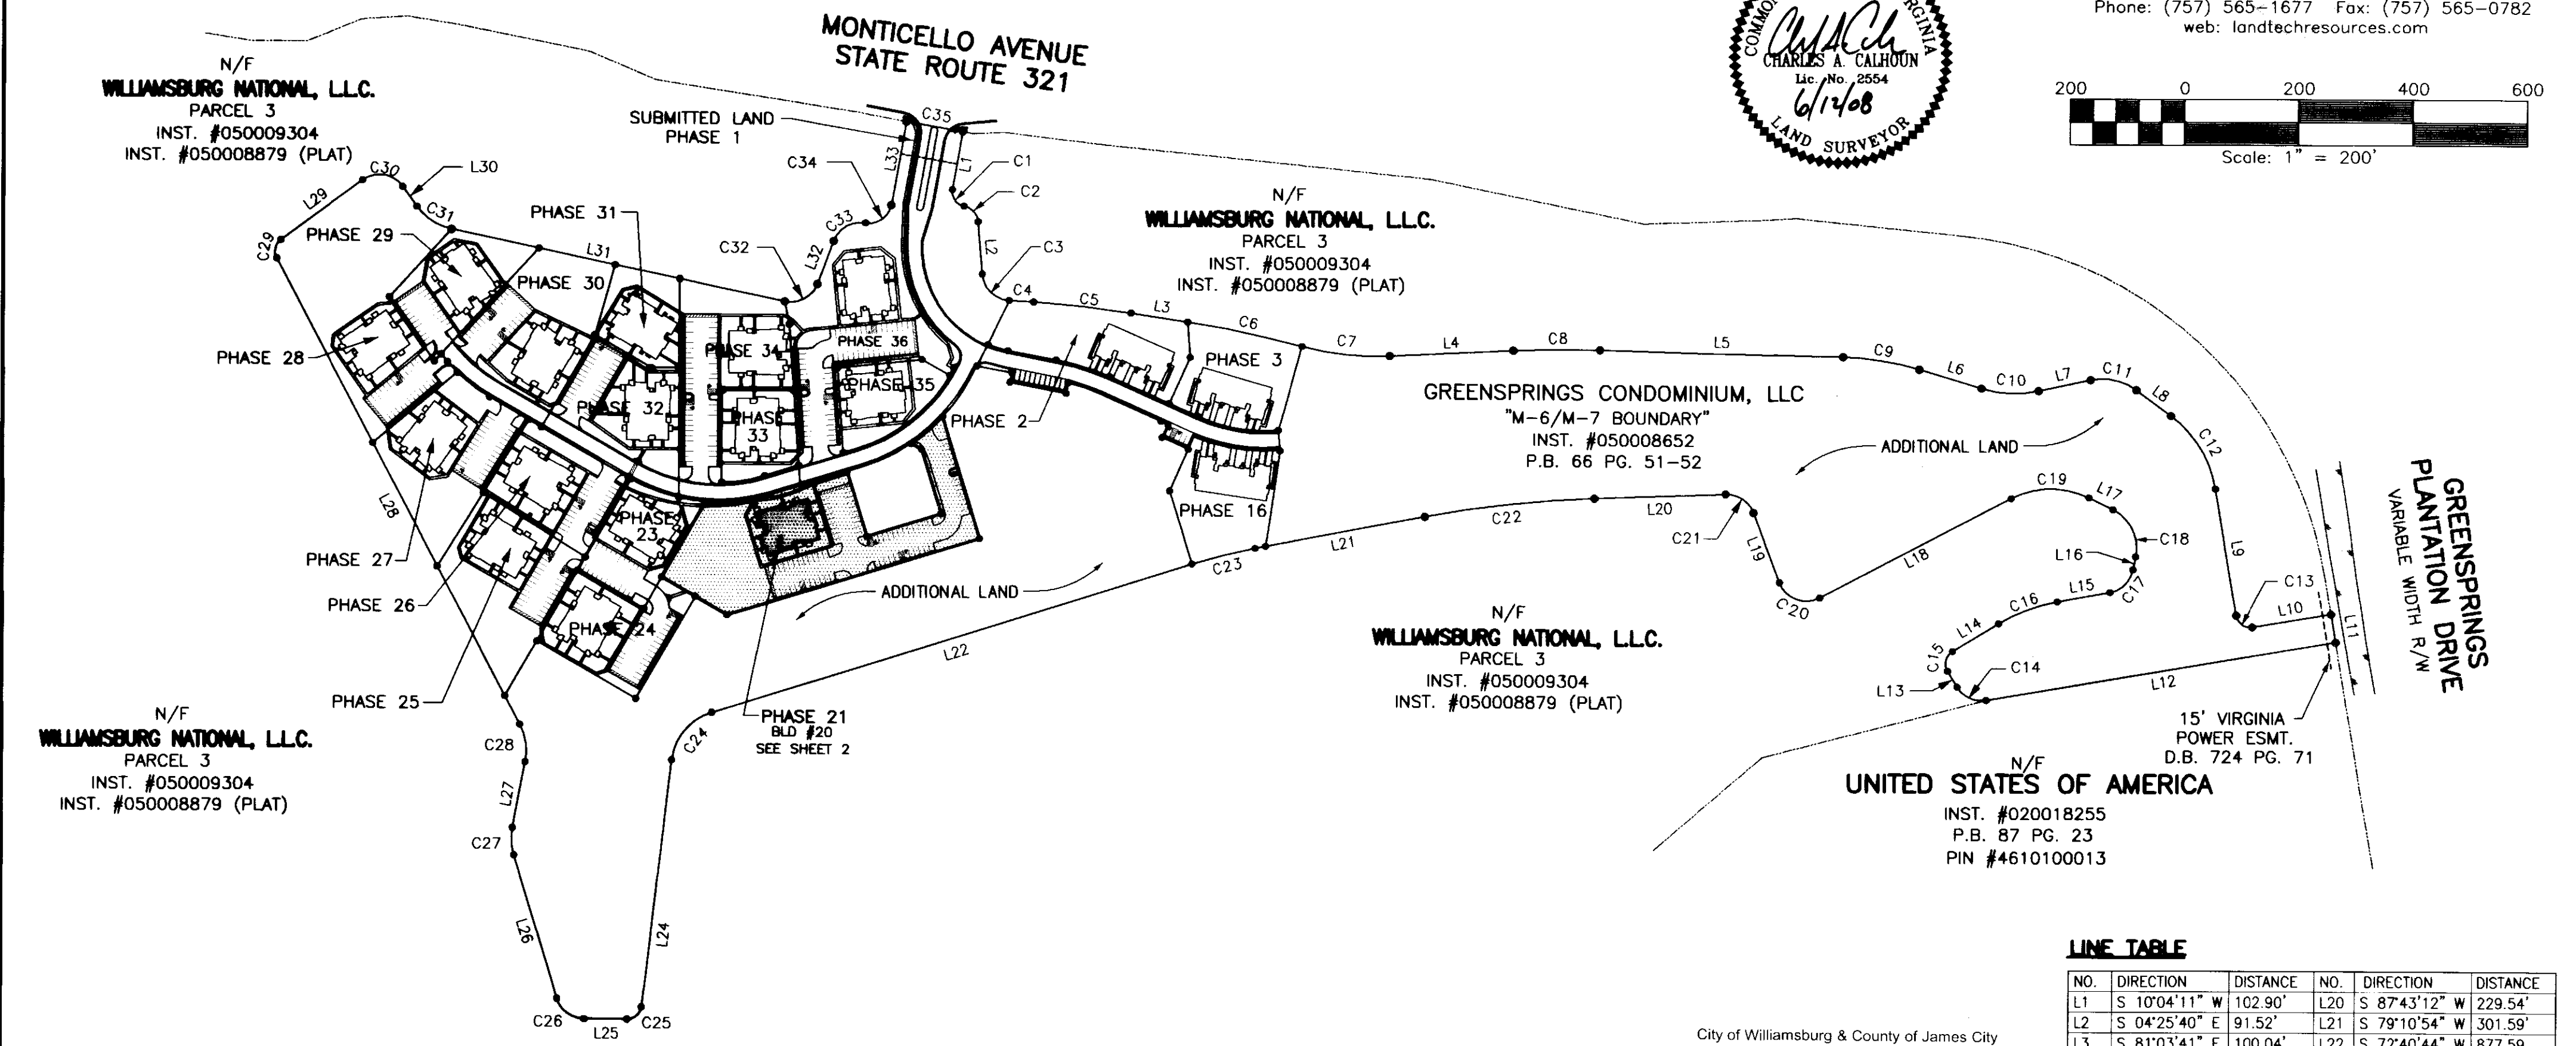 MONTICELLO AVENUE
STATE ROUTE 321
Phone: (757) 565-1677 Fax: (757) 565-0782
web: landtechresources.com
CHARLES A. CALHOUN
Lic. No. 2554
6/12/08
LAND SURVEYOR
200 0 200 400 600
Scale: 1" = 200'
N/F
WILLIAMSBURG NATIONAL, L.L.C.
PARCEL 3
INST. #050009304
INST. #050008879 (PLAT)
SUBMITTED LAND
PHASE 1
C35
L33
L1
C34
C1
C2
L2
C3
C33
L32
C32
C30
L30
L29
C31
C29
L31
PHASE 31
PHASE 29
PHASE 30
PHASE 28
PHASE 34
PHASE 36
PHASE 35
PHASE 32
PHASE
33
N/F
WILLIAMSBURG NATIONAL, L.L.C.
PARCEL 3
INST. #050009304
INST. #050008879 (PLAT)
C4
C5
L3
C6
C7
L4
C8
L5
C9
L6
C10
L7
C11
L8
C12
PHASE 3
PHASE 2
PHASE 16
GREENSPRINGS CONDOMINIUM, LLC
"M-6/M-7 BOUNDARY"
INST. #050008652
P.B. 66 PG. 51-52
ADDITIONAL LAND
GREENSPRINGS
PLANTATION DRIVE
VARIABLE WIDTH R/W
L28
PHASE 27
PHASE 26
PHASE 25
PHASE
23
PHASE 24
ADDITIONAL LAND
PHASE 21
BLD #20
SEE SHEET 2
L22
C23
L21
C22
L20
C21
L19
C20
L18
C19
L17
C18
L16
C17
L15
C16
L14
C15
L13
C14
L9
C13
L10
L11
L12
15' VIRGINIA
POWER ESMT.
D.B. 724 PG. 71
N/F
WILLIAMSBURG NATIONAL, L.L.C.
PARCEL 3
INST. #050009304
INST. #050008879 (PLAT)
N/F
UNITED STATES OF AMERICA
INST. #020018255
P.B. 87 PG. 23
PIN #4610100013
N/F
WILLIAMSBURG NATIONAL, L.L.C.
PARCEL 3
INST. #050009304
INST. #050008879 (PLAT)
C28
L27
C27
L26
C26
L25
C25
L24
C24
City of Williamsburg & County of James City
LINE TABLE
NO. DIRECTION DISTANCE NO. DIRECTION DISTANCE
L1 S 10°04'11" W 102.90' L20 S 87°43'12" W 229.54'
L2 S 04°25'40" E 91.52' L21 S 79°10'54" W 301.59'
L3 S 81°03'41" E 100.04' L22 S 72°40'44" W 877.59